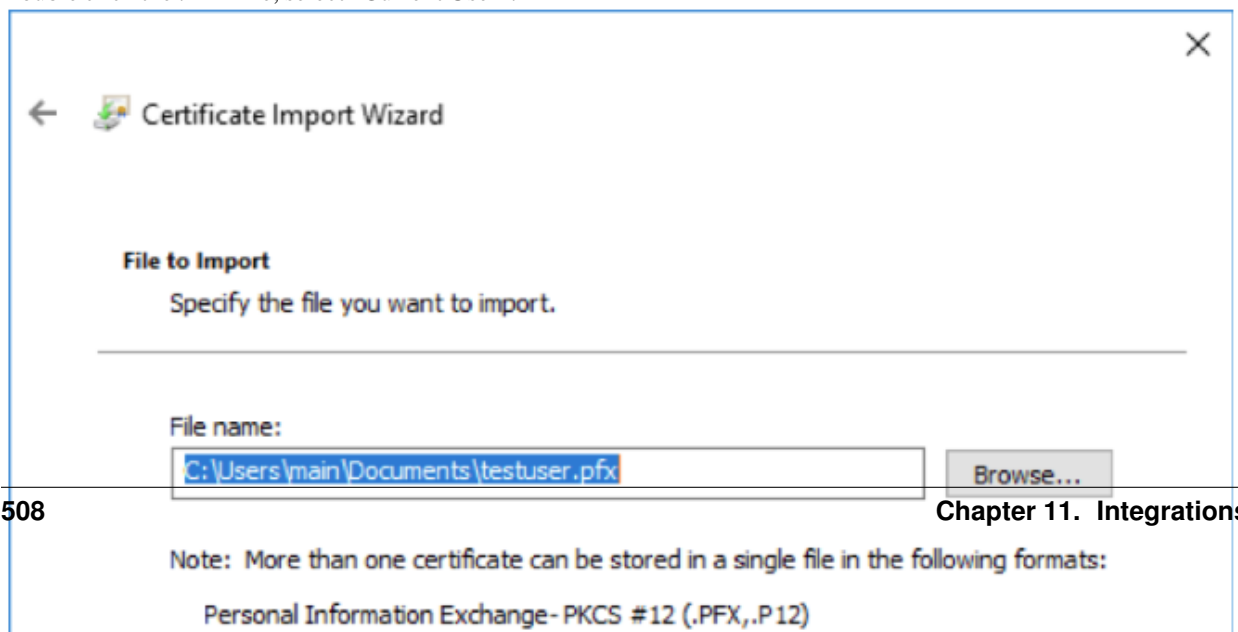 Certificate Import Wizard
File to Import
Specify the file you want to import.
File name:
C:\Users\main\Documents\testuser.pfx
Browse...
508
Chapter 11. Integrations
Note: More than one certificate can be stored in a single file in the following formats:
Personal Information Exchange- PKCS #12 (.PFX,.P12)